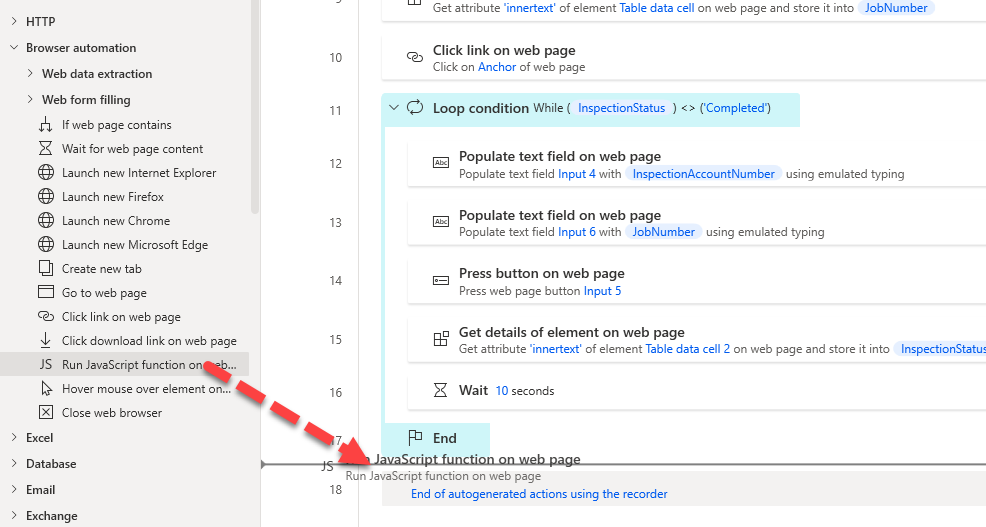 HTTP
Browser automation
Web data extraction
Web form filling
If web page contains
Wait for web page content
Launch new Internet Explorer
Launch new Firefox
Launch new Chrome
Launch new Microsoft Edge
Create new tab
Go to web page
Click link on web page
Click download link on web page
JS Run JavaScript function on web...
Hover mouse over element on...
Close web browser
Excel
Database
Email
Exchange
Get attribute 'innertext' of element Table data cell on web page and store it into JobNumber
10
Click link on web page
Click on Anchor of web page
11
Loop condition While ( InspectionStatus ) <> ('Completed')
12
Abc
Populate text field on web page
Populate text field Input 4 with InspectionAccountNumber using emulated typing
13
Abc
Populate text field on web page
Populate text field Input 6 with JobNumber using emulated typing
14
Press button on web page
Press web page button Input 5
15
Get details of element on web page
Get attribute 'innertext' of element Table data cell 2 on web page and store it into InspectionStatus
16
Wait 10 seconds
17
End
JS JavaScript function on web page
Run JavaScript function on web page
18
End of autogenerated actions using the recorder